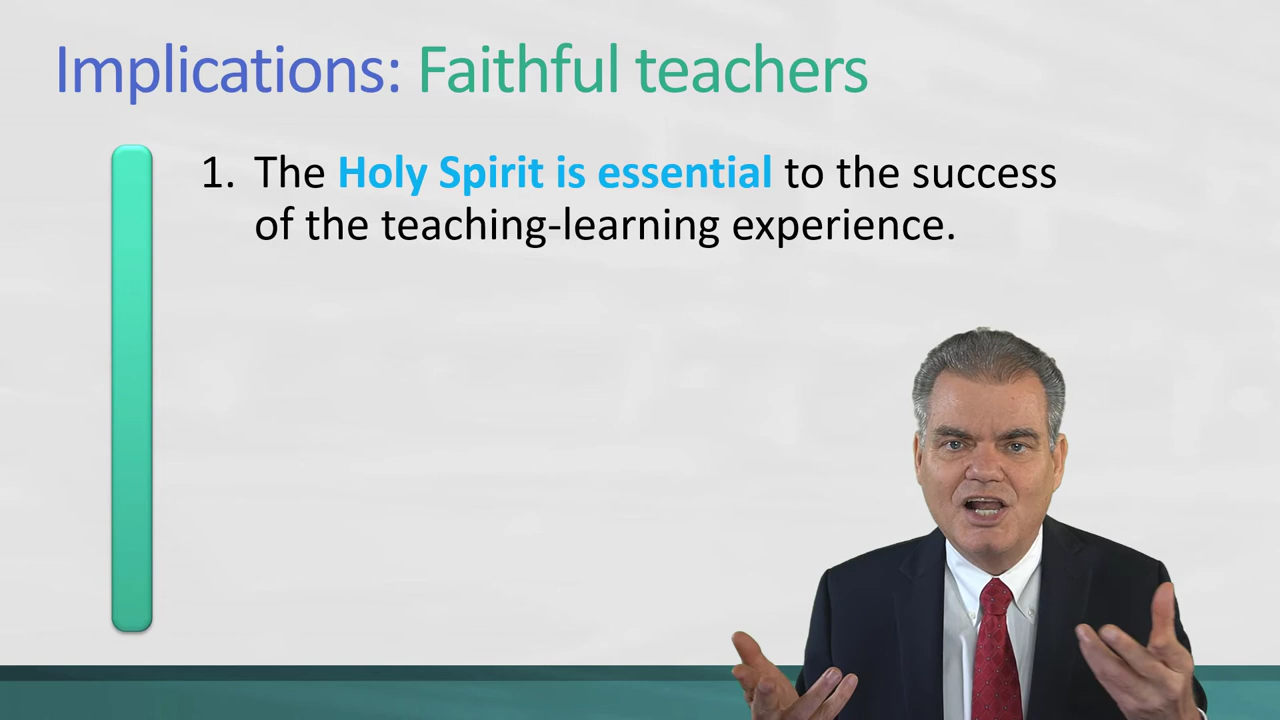 Implications: Faithful teachers
1. The Holy Spirit is essential to the success
of the teaching-learning experience.